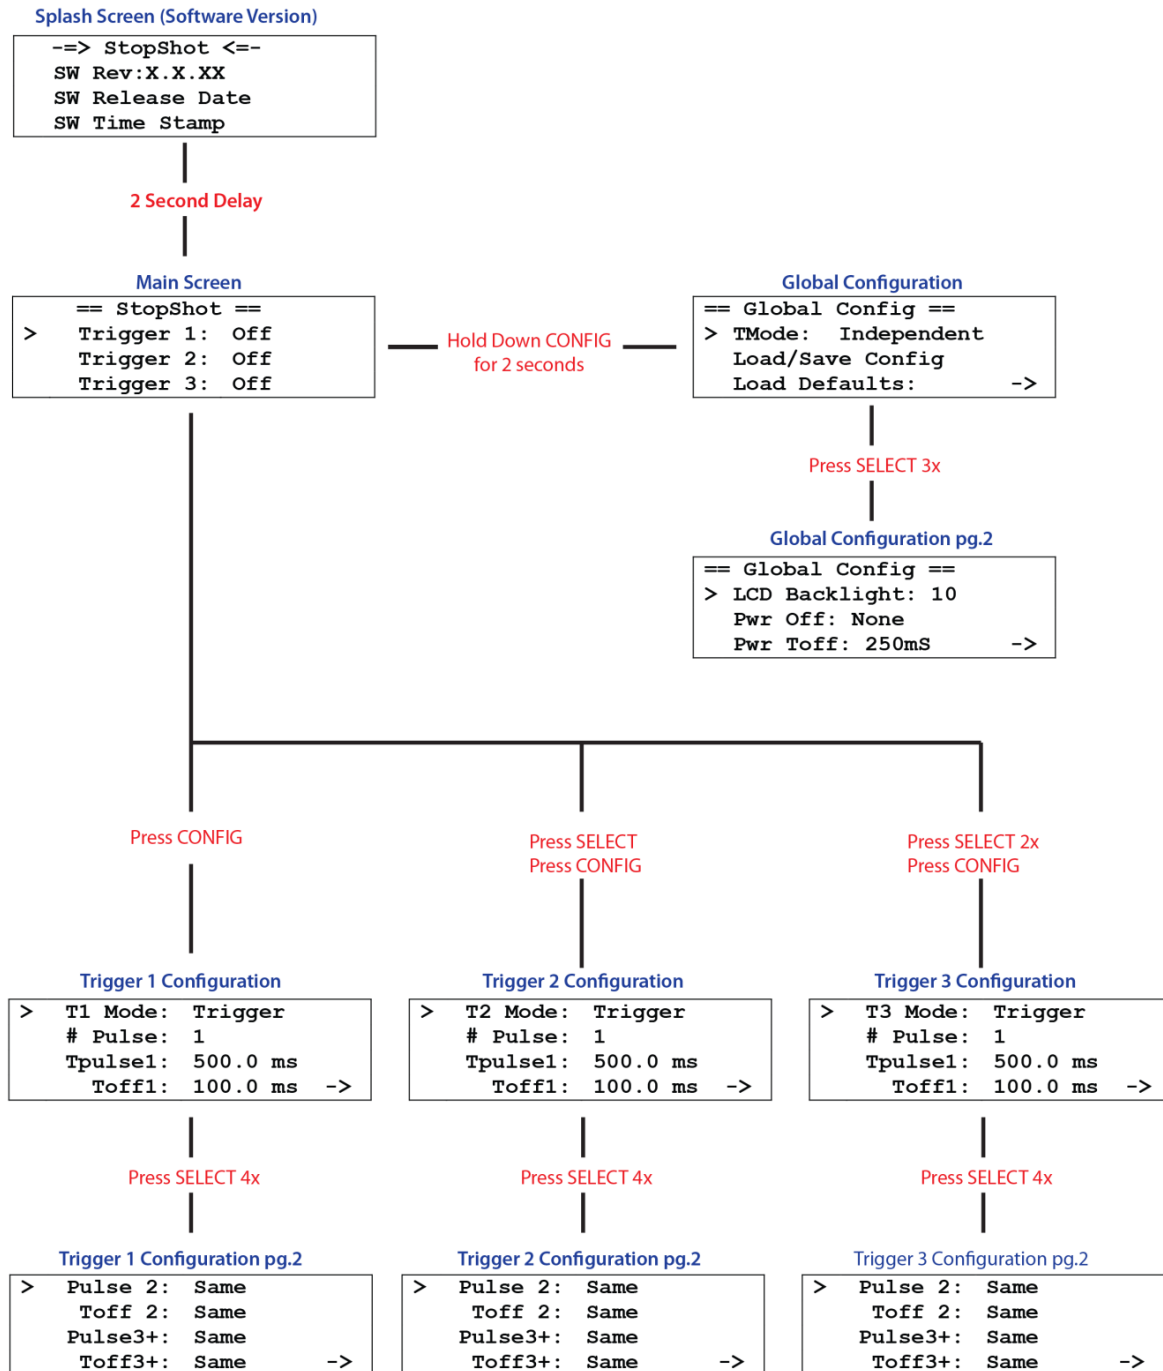 Splash Screen (Software Version)
-=> StopShot <=-
SW Rev:X.X.XX
SW Release Date
SW Time Stamp
2 Second Delay
Main Screen
== StopShot ==
> Trigger 1: Off
Trigger 2: Off
Trigger 3: Off
Hold Down CONFIG
for 2 seconds
Global Configuration
== Global Config ==
> TMode: Independent
Load/Save Config
Load Defaults: ->
Press SELECT 3x
Global Configuration pg.2
== Global Config ==
> LCD Backlight: 10
Pwr Off: None
Pwr Toff: 250mS ->
Press CONFIG
Press SELECT
Press CONFIG
Press SELECT 2x
Press CONFIG
Trigger 1 Configuration
> T1 Mode: Trigger
# Pulse: 1
Tpulse1: 500.0 ms
Toff1: 100.0 ms ->
Trigger 2 Configuration
> T2 Mode: Trigger
# Pulse: 1
Tpulse1: 500.0 ms
Toff1: 100.0 ms ->
Trigger 3 Configuration
> T3 Mode: Trigger
# Pulse: 1
Tpulse1: 500.0 ms
Toff1: 100.0 ms ->
Press SELECT 4x
Press SELECT 4x
Press SELECT 4x
Trigger 1 Configuration pg.2
> Pulse 2: Same
Toff 2: Same
Pulse3+: Same
Toff3+: Same ->
Trigger 2 Configuration pg.2
> Pulse 2: Same
Toff 2: Same
Pulse3+: Same
Toff3+: Same ->
Trigger 3 Configuration pg.2
> Pulse 2: Same
Toff 2: Same
Pulse3+: Same
Toff3+: Same ->